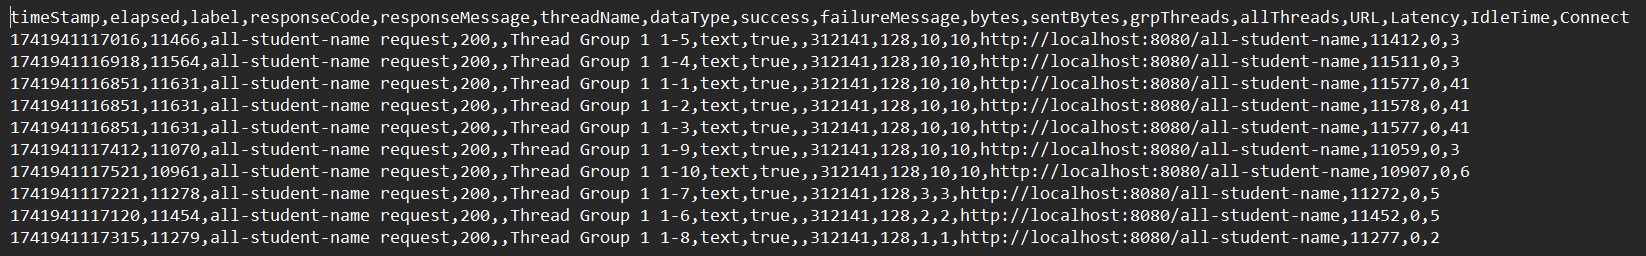 timeStamp,elapsed,label,responseCode,responseMessage,threadName,dataType,success,failureMessage,bytes,sentBytes,grpThreads,allThreads,URL,Latency,IdleTime,Connect
1741941117016,11466,all-student-name request,200,,Thread Group 1 1-5,text,true,,312141,128,10,10,http://localhost:8080/all-student-name,11412,0,3
1741941116918,11564,all-student-name request,200,,Thread Group 1 1-4,text,true,,312141,128,10,10,http://localhost:8080/all-student-name,11511,0,3
1741941116851,11631,all-student-name request,200,,Thread Group 1 1-1,text,true,,312141,128,10,10,http://localhost:8080/all-student-name,11577,0,41
1741941116851,11631,all-student-name request,200,,Thread Group 1 1-2,text,true,,312141,128,10,10,http://localhost:8080/all-student-name,11578,0,41
1741941116851,11631,all-student-name request,200,,Thread Group 1 1-3,text,true,,312141,128,10,10,http://localhost:8080/all-student-name,11577,0,41
1741941117412,11070,all-student-name request,200,,Thread Group 1 1-9,text,true,,312141,128,10,10,http://localhost:8080/all-student-name,11059,0,3
1741941117521,10961,all-student-name request,200,,Thread Group 1 1-10,text,true,,312141,128,10,10,http://localhost:8080/all-student-name,10907,0,6
1741941117221,11278,all-student-name request,200,,Thread Group 1 1-7,text,true,,312141,128,3,3,http://localhost:8080/all-student-name,11272,0,5
1741941117120,11454,all-student-name request,200,,Thread Group 1 1-6,text,true,,312141,128,2,2,http://localhost:8080/all-student-name,11452,0,5
1741941117315,11279,all-student-name request,200,,Thread Group 1 1-8,text,true,,312141,128,1,1,http://localhost:8080/all-student-name,11277,0,2